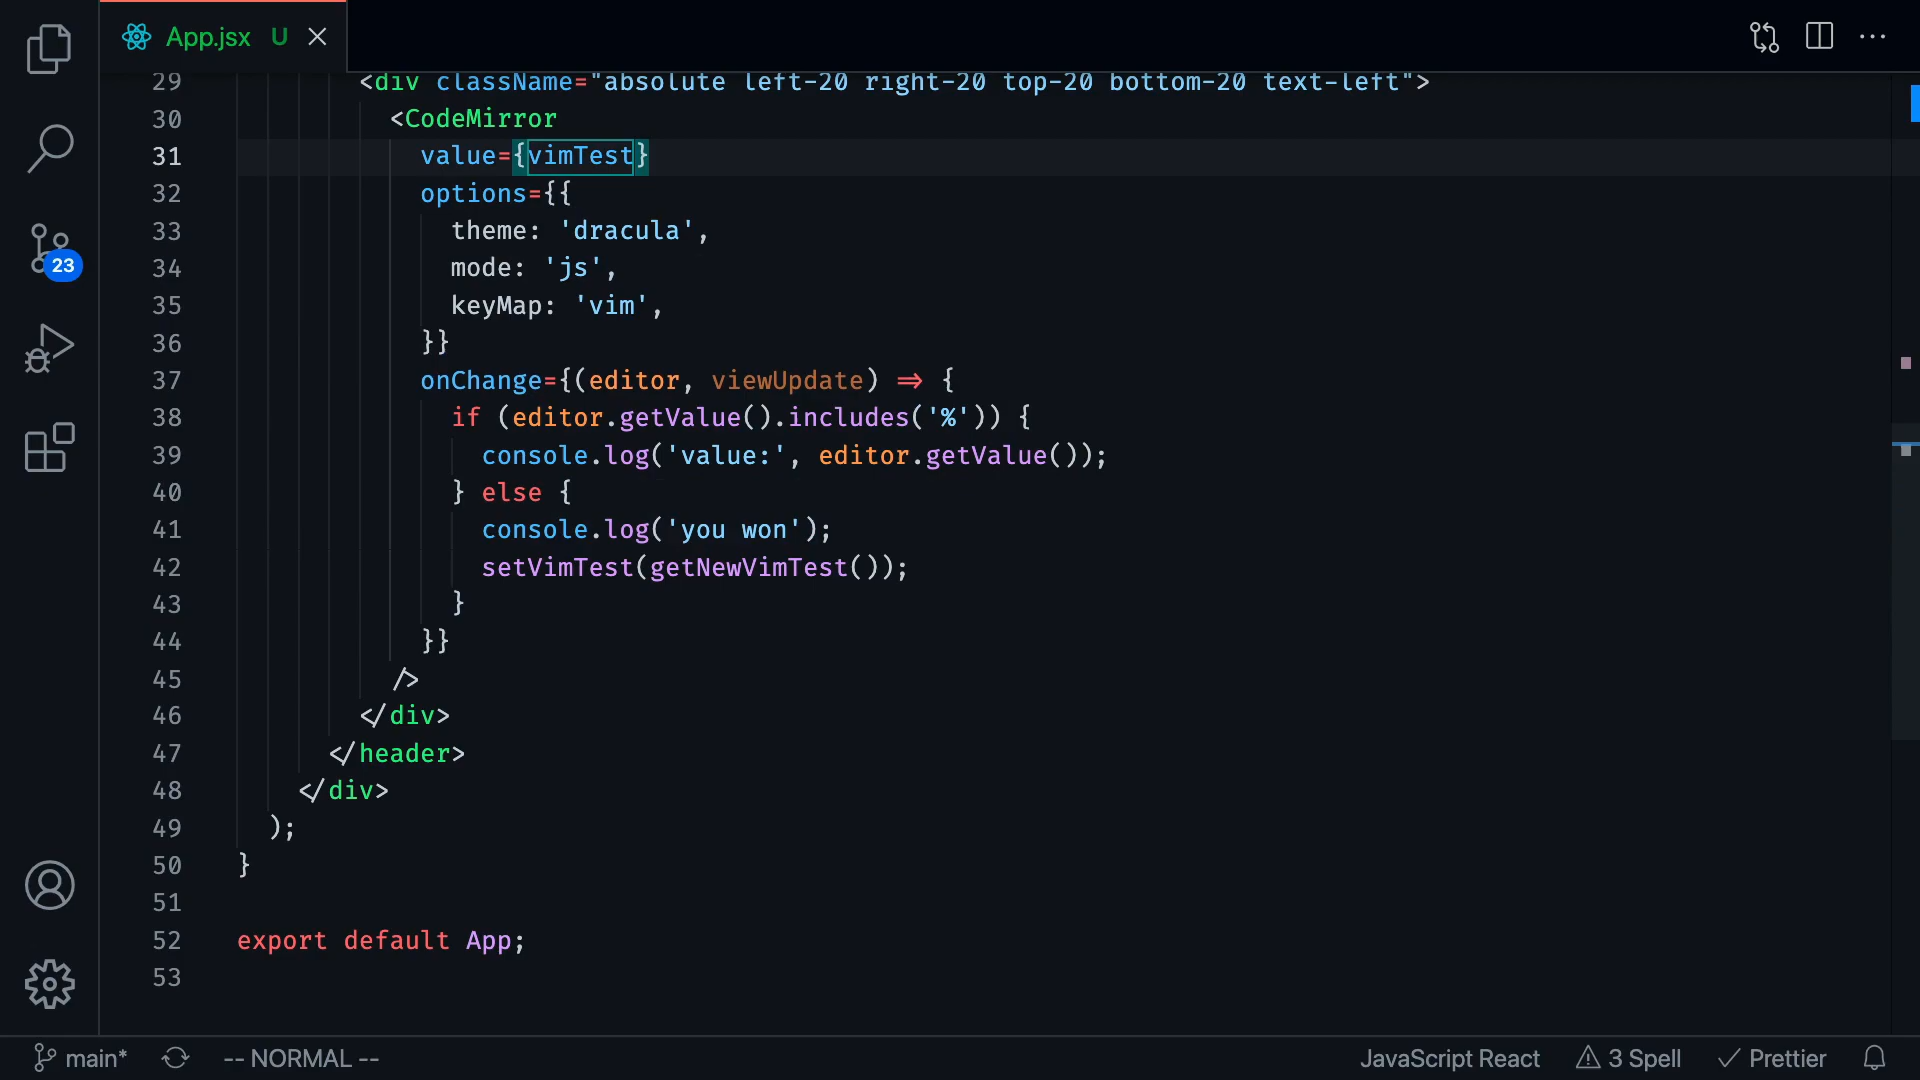 App.jsx U
29 <div className="absolute left-20 right-20 top-20 bottom-20 text-left">
30 <CodeMirror
31 value={vimTest}
32 options={{
33 theme: 'dracula',
34 mode: 'js',
35 keyMap: 'vim',
36 }}
37 onChange={(editor, viewUpdate) => {
38 if (editor.getValue().includes('%')) {
39 console.log('value:', editor.getValue());
40 } else {
41 console.log('you won');
42 setVimTest(getNewVimTest());
43 }
44 }}
45 />
46 </div>
47 </header>
48 </div>
49 );
50 }
51
52 export default App;
53
23
main* -- NORMAL -- JavaScript React 3 Spell Prettier